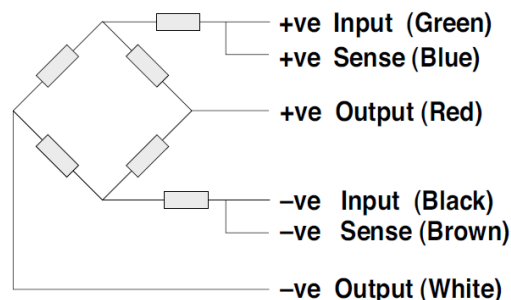 +ve Input (Green)
+ve Sense (Blue)
+ve Output (Red)
–ve Input (Black)
–ve Sense (Brown)
–ve Output (White)